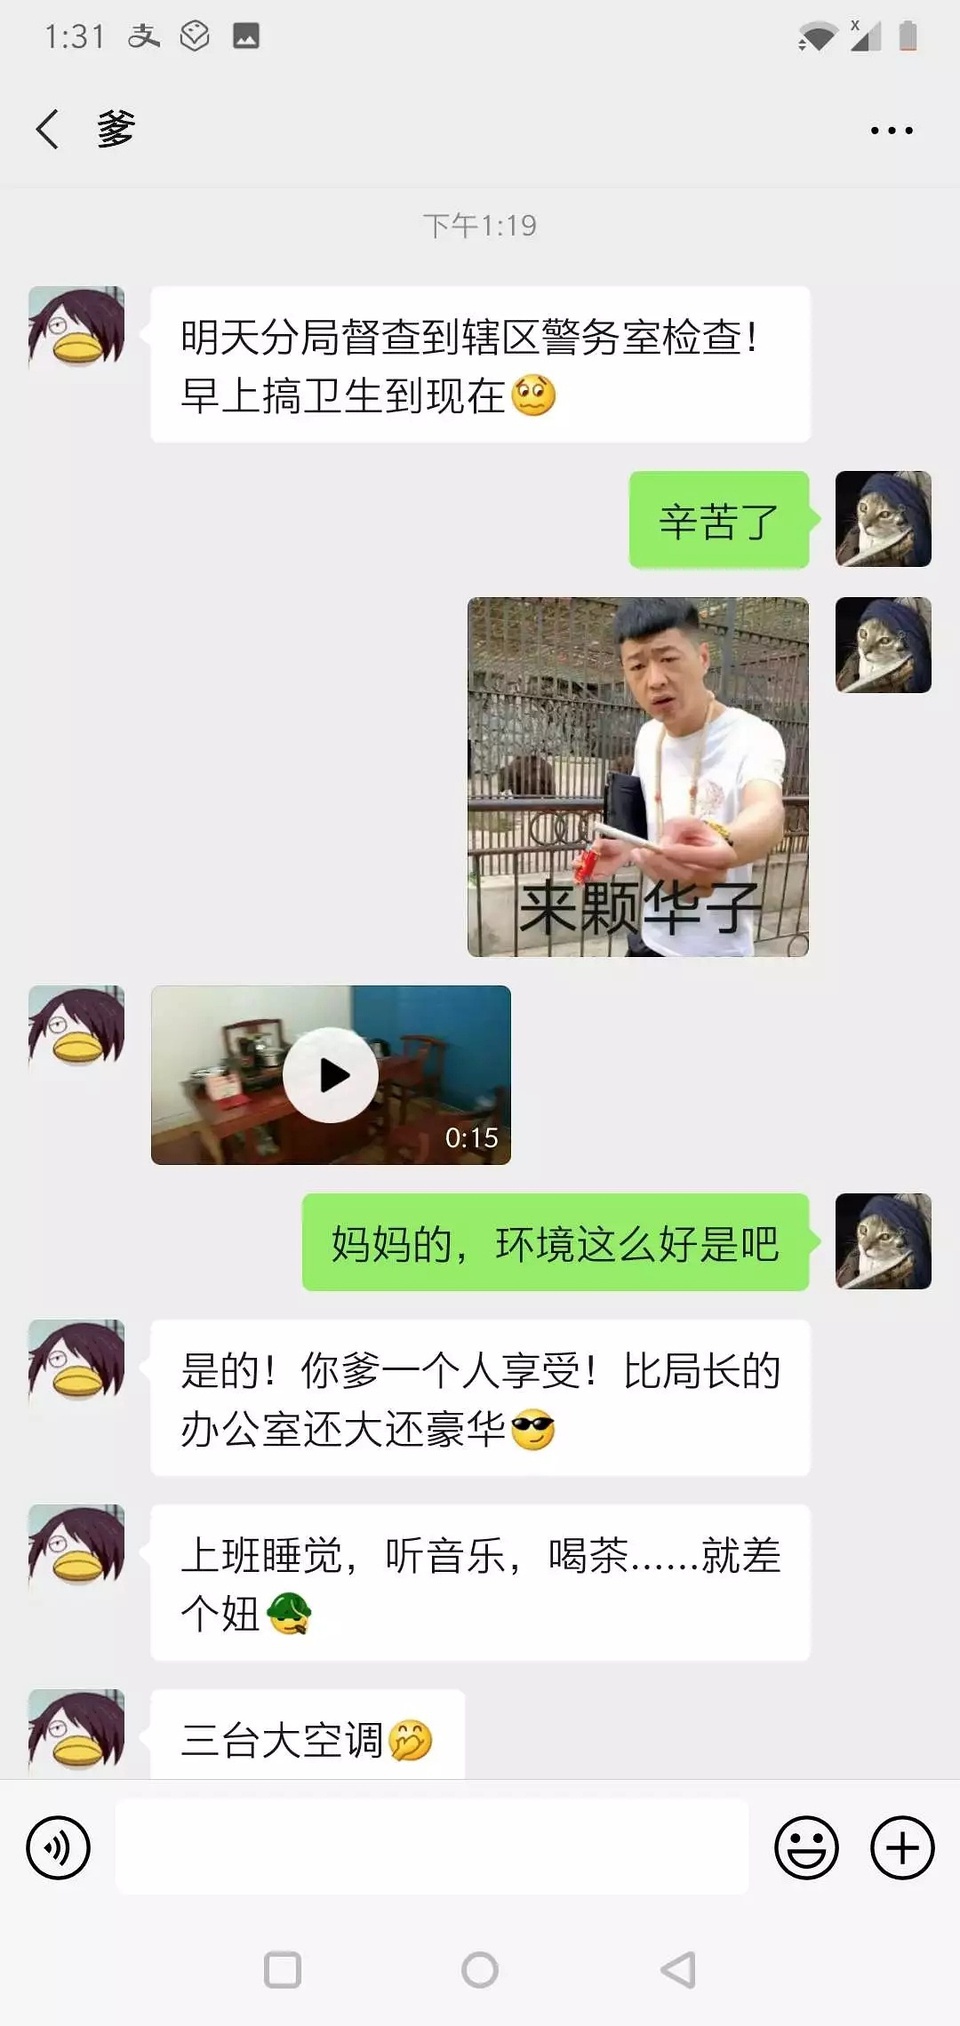 1:31
爹
下午1:19
明天分局督查到辖区警务室检查！
早上搞卫生到现在
辛苦了
来颗华子
0:15
妈妈的，环境这么好是吧
是的！你爹一个人享受！比局长的
办公室还大还豪华
上班睡觉，听音乐，喝茶……就差
个妞
三台大空调